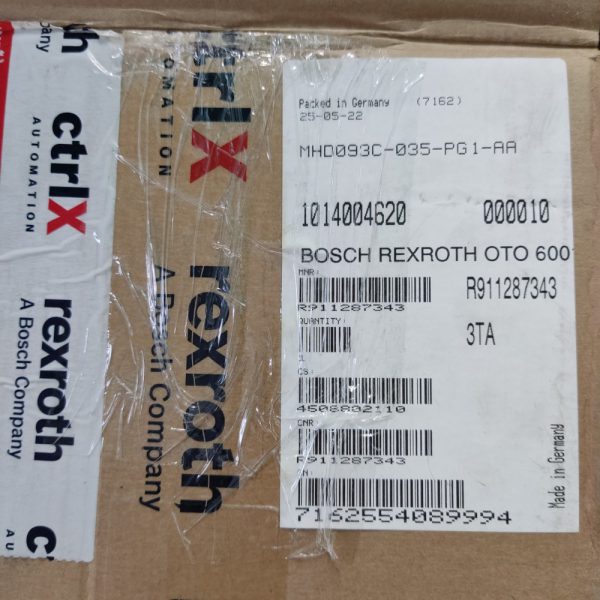 ctrlX
AUTOMATION
rexroth
A Bosch Company
ctrlX
AUTOMATION
rexroth
A Bosch Company
Packed in Germany (7162)
25-05-22
MHD093C-035-PG1-AA
1014004620 000010
BOSCH REXROTH OTO 600
MNR:
R911287343
R911287343
QUANTITY:
3TA
1
CS:
4508802110
CNR:
R911287343
SN:
7162554089994
Made in Germany